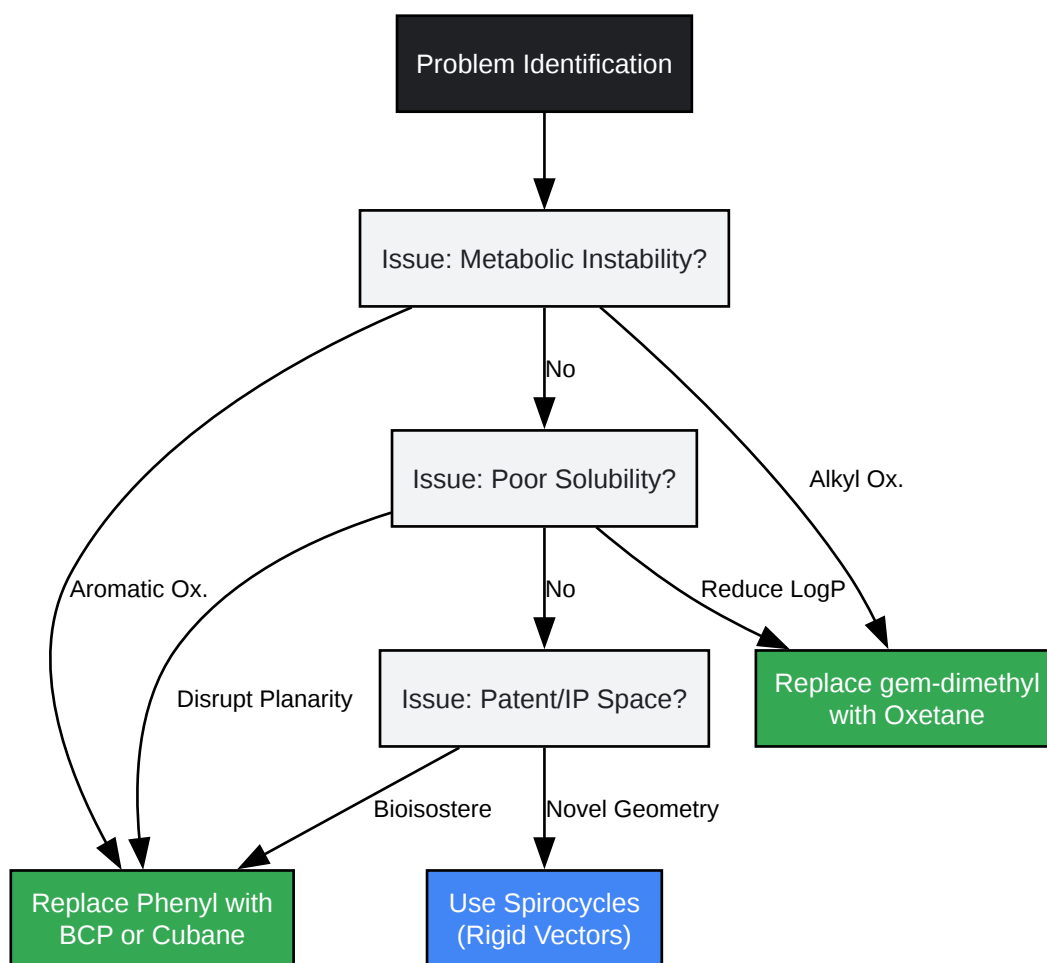 Problem Identification
Issue: Metabolic Instability?
No
Issue: Poor Solubility?
Alkyl Ox.
Aromatic Ox.
No
Reduce LogP
Disrupt Planarity
Issue: Patent/IP Space?
Replace gem-dimethyl
with Oxetane
Bioisostere
Novel Geometry
Replace Phenyl with
BCP or Cubane
Use Spirocycles
(Rigid Vectors)